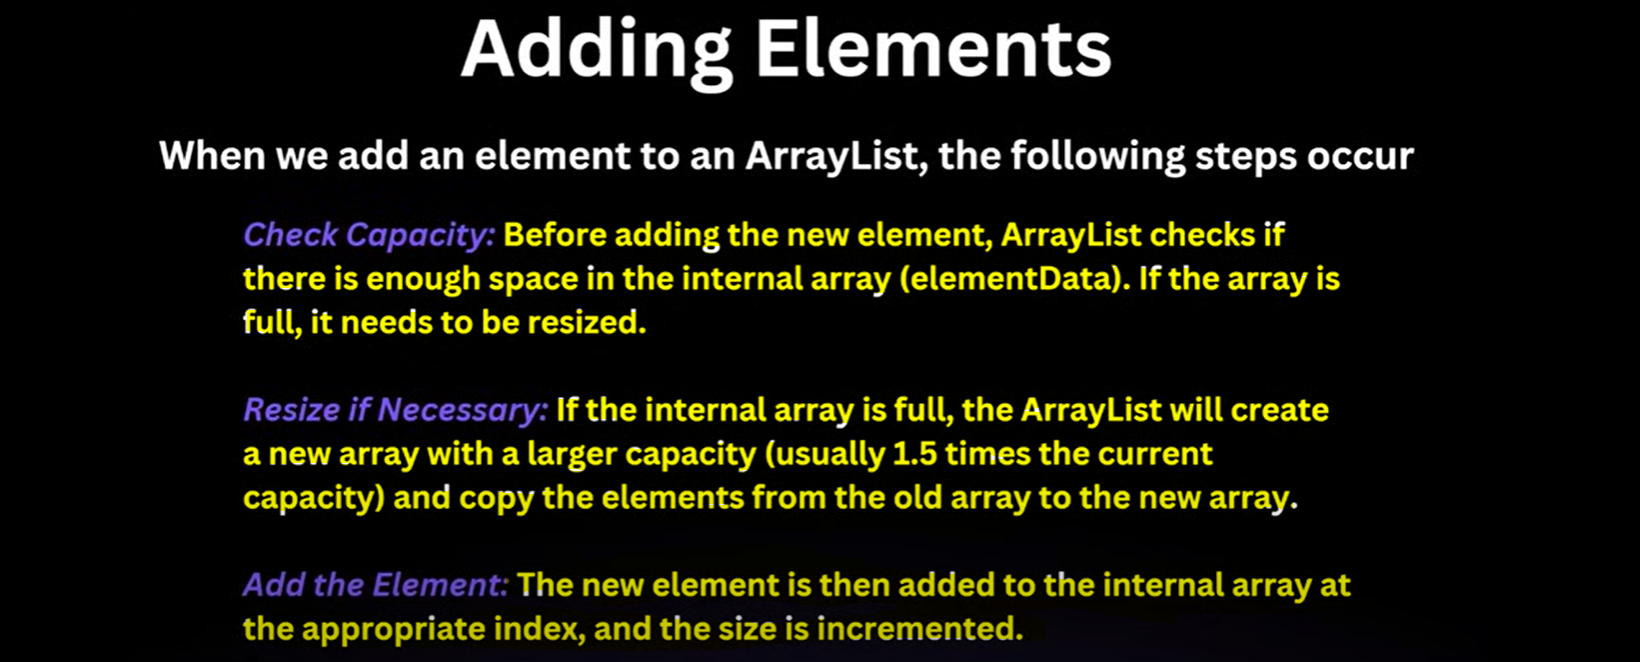 Adding Elements
When we add an element to an ArrayList, the following steps occur
Check Capacity: Before adding the new element, ArrayList checks if
there is enough space in the internal array (elementData). If the array is
full, it needs to be resized.
Resize if Necessary: If the internal array is full, the ArrayList will create
a new array with a larger capacity (usually 1.5 times the current
capacity) and copy the elements from the old array to the new array.
Add the Element: The new element is then added to the internal array at
the appropriate index, and the size is incremented.